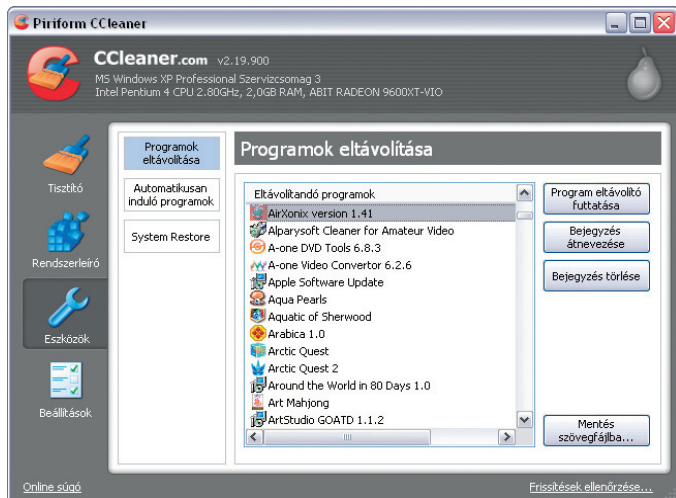 Piriform CCleaner
CCleaner.com v2.19.900
MS Windows XP Professional Szervizcsomag 3
Intel Pentium 4 CPU 2.80GHz, 2,0GB RAM, ABIT RADEON 9600XT-VIO
Tisztító
Rendszerleíró
Eszközök
Beállítások
Programok
eltávolítása
Automatikusan
induló programok
System Restore
Programok eltávolítása
Eltávolítandó programok
AirXonix version 1.41
Alparysoft Cleaner for Amateur Video
A-one DVD Tools 6.8.3
A-one Video Convertor 6.2.6
Apple Software Update
Aqua Pearls
Aquatic of Sherwood
Arabica 1.0
Arctic Quest
Arctic Quest 2
Around the World in 80 Days 1.0
Art Mahjong
ArtStudio GOATD 1.1.2
Program eltávolító
futtatása
Bejegyzés
átnevezése
Bejegyzés törlése
Mentés
szövegfájlba...
Online súgó
Frissítések ellenőrzése...